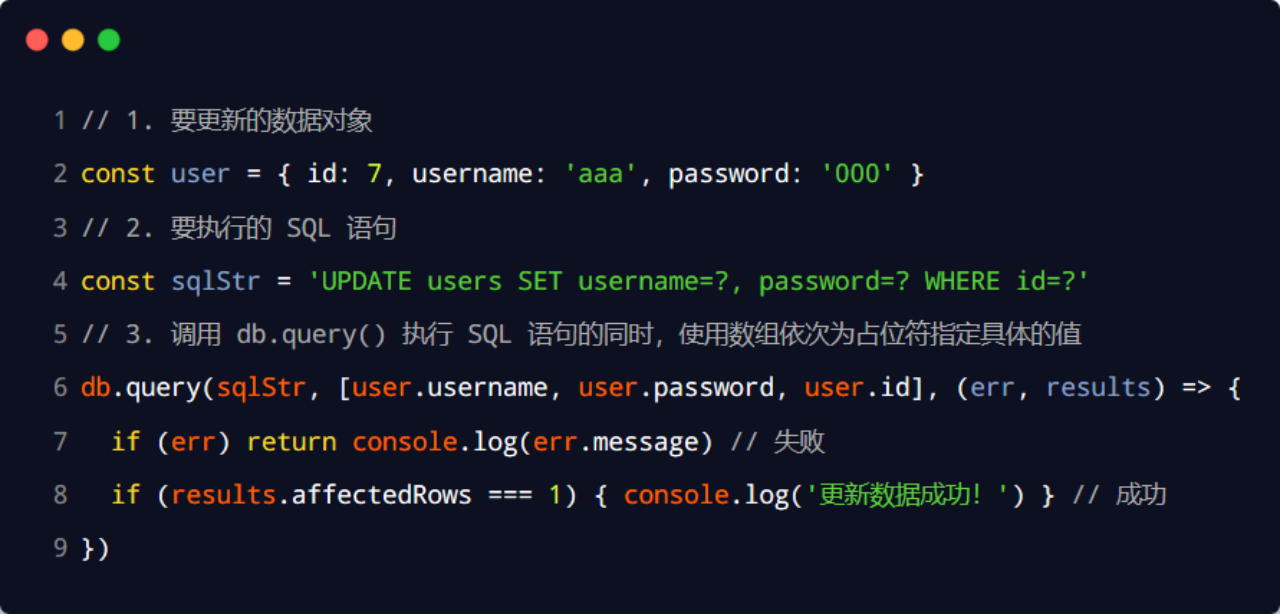 1 // 1. 要更新的数据对象
2 const user = { id: 7, username: 'aaa', password: '000' }
3 // 2. 要执行的 SQL 语句
4 const sqlStr = 'UPDATE users SET username=?, password=? WHERE id=?'
5 // 3. 调用 db.query() 执行 SQL 语句的同时，使用数组依次为占位符指定具体的值
6 db.query(sqlStr, [user.username, user.password, user.id], (err, results) => {
7   if (err) return console.log(err.message) // 失败
8   if (results.affectedRows === 1) { console.log('更新数据成功！') } // 成功
9 })